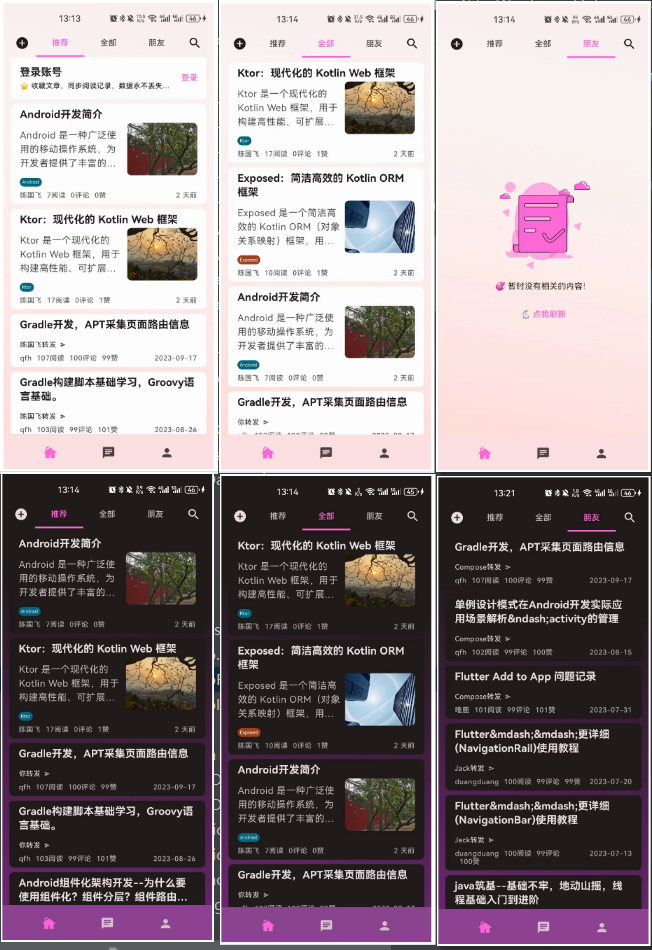 13:13
46
推荐 全部 朋友
登录账号
⭐ 收藏文章，同步阅读记录，数据永不丢失...
登录
Android开发简介
Android 是一种广泛使
用的移动操作系统，为
开发者提供了丰富的...
Android
陈国飞 7阅读 0评论 0赞 2 天前
Ktor：现代化的 Kotlin Web 框架
Ktor 是一个现代化的
Kotlin Web 框架，用于
构建高性能、可扩展...
Ktor
陈国飞 17阅读 0评论 1赞 2 天前
Gradle开发，APT采集页面路由信息
陈国飞转发 ➢
qfh 107阅读 100评论 99赞 2023-09-17
Gradle构建脚本基础学习，Groovy语
言基础。
陈国飞转发 ➢
qfh 103阅读 99评论 101赞 2023-08-26
13:14
46
推荐 全部 朋友
Ktor：现代化的 Kotlin Web 框架
Ktor 是一个现代化的
Kotlin Web 框架，用于
构建高性能、可扩展...
Ktor
陈国飞 17阅读 0评论 1赞 2 天前
Exposed：简洁高效的 Kotlin ORM
框架
Exposed 是一个简洁高
效的 Kotlin ORM（对象
关系映射）框架，用...
Exposed
陈国飞 10阅读 0评论 1赞 2 天前
Android开发简介
Android 是一种广泛使
用的移动操作系统，为
开发者提供了丰富的...
Android
陈国飞 7阅读 0评论 0赞 2 天前
Gradle开发，APT采集页面路由信息
你转发 ➢
13:14
46
推荐 全部 朋友
暂时没有相关的内容!
点我刷新
13:14
46
推荐 全部 朋友
Android开发简介
Android 是一种广泛使
用的移动操作系统，为
开发者提供了丰富的...
Android
陈国飞 7阅读 0评论 0赞 2 天前
Ktor：现代化的 Kotlin Web 框架
Ktor 是一个现代化的
Kotlin Web 框架，用于
构建高性能、可扩展...
Ktor
陈国飞 17阅读 0评论 1赞 2 天前
Gradle开发，APT采集页面路由信息
你转发 ➢
qfh 107阅读 100评论 99赞 2023-09-17
Gradle构建脚本基础学习，Groovy语
言基础。
你转发 ➢
qfh 103阅读 99评论 101赞 2023-08-26
Android组件化架构开发--为什么要
使用组件化？组件分层？组件路由...
13:14
45
推荐 全部 朋友
Ktor：现代化的 Kotlin Web 框架
Ktor 是一个现代化的
Kotlin Web 框架，用于
构建高性能、可扩展...
Ktor
陈国飞 17阅读 0评论 1赞 2 天前
Exposed：简洁高效的 Kotlin ORM
框架
Exposed 是一个简洁高
效的 Kotlin ORM（对象
关系映射）框架，用...
Exposed
陈国飞 10阅读 0评论 1赞 2 天前
Android开发简介
Android 是一种广泛使
用的移动操作系统，为
开发者提供了丰富的...
Android
陈国飞 7阅读 0评论 0赞 2 天前
Gradle开发，APT采集页面路由信息
你转发 ➢
13:21
46
推荐 全部 朋友
Gradle开发，APT采集页面路由信息
Compose转发 ➢
qfh 107阅读 100评论 99赞 2023-09-17
单例设计模式在Android开发实际应
用场景解析&ndash;activity的管理
Compose转发 ➢
qfh 102阅读 100评论 99赞 2023-08-15
Flutter Add to App 问题记录
Compose转发 ➢
唯鹿 101阅读 99评论 101赞 2023-07-31
Flutter&mdash;&mdash;更详细
(NavigationRail)使用教程
Jack转发 ➢
duangduang 100阅读 99评论 99赞 2023-07-20
Flutter&mdash;&mdash;更详细
(NavigationBar)使用教程
Jack转发 ➢
duangduang 100阅读 99评论 2023-07-13
100赞
java筑基--基础不牢，地动山摇，线
程基础入门到进阶